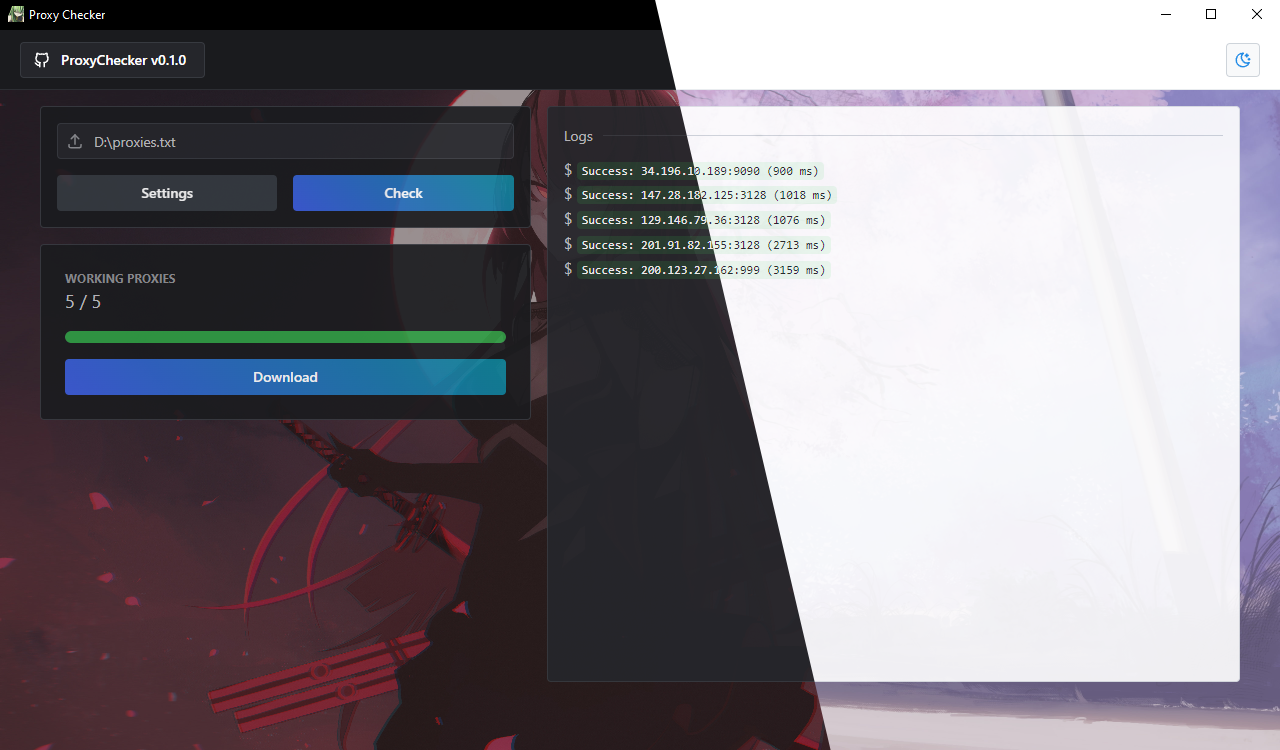 Proxy Checker
ProxyChecker v0.1.0
D:\proxies.txt
Settings
Check
WORKING PROXIES
5 / 5
Download
Logs
$ Success: 34.196.10.189:9090 (900 ms)
$ Success: 147.28.182.125:3128 (1018 ms)
$ Success: 129.146.79.36:3128 (1076 ms)
$ Success: 201.91.82.155:3128 (2713 ms)
$ Success: 200.123.27.162:999 (3159 ms)